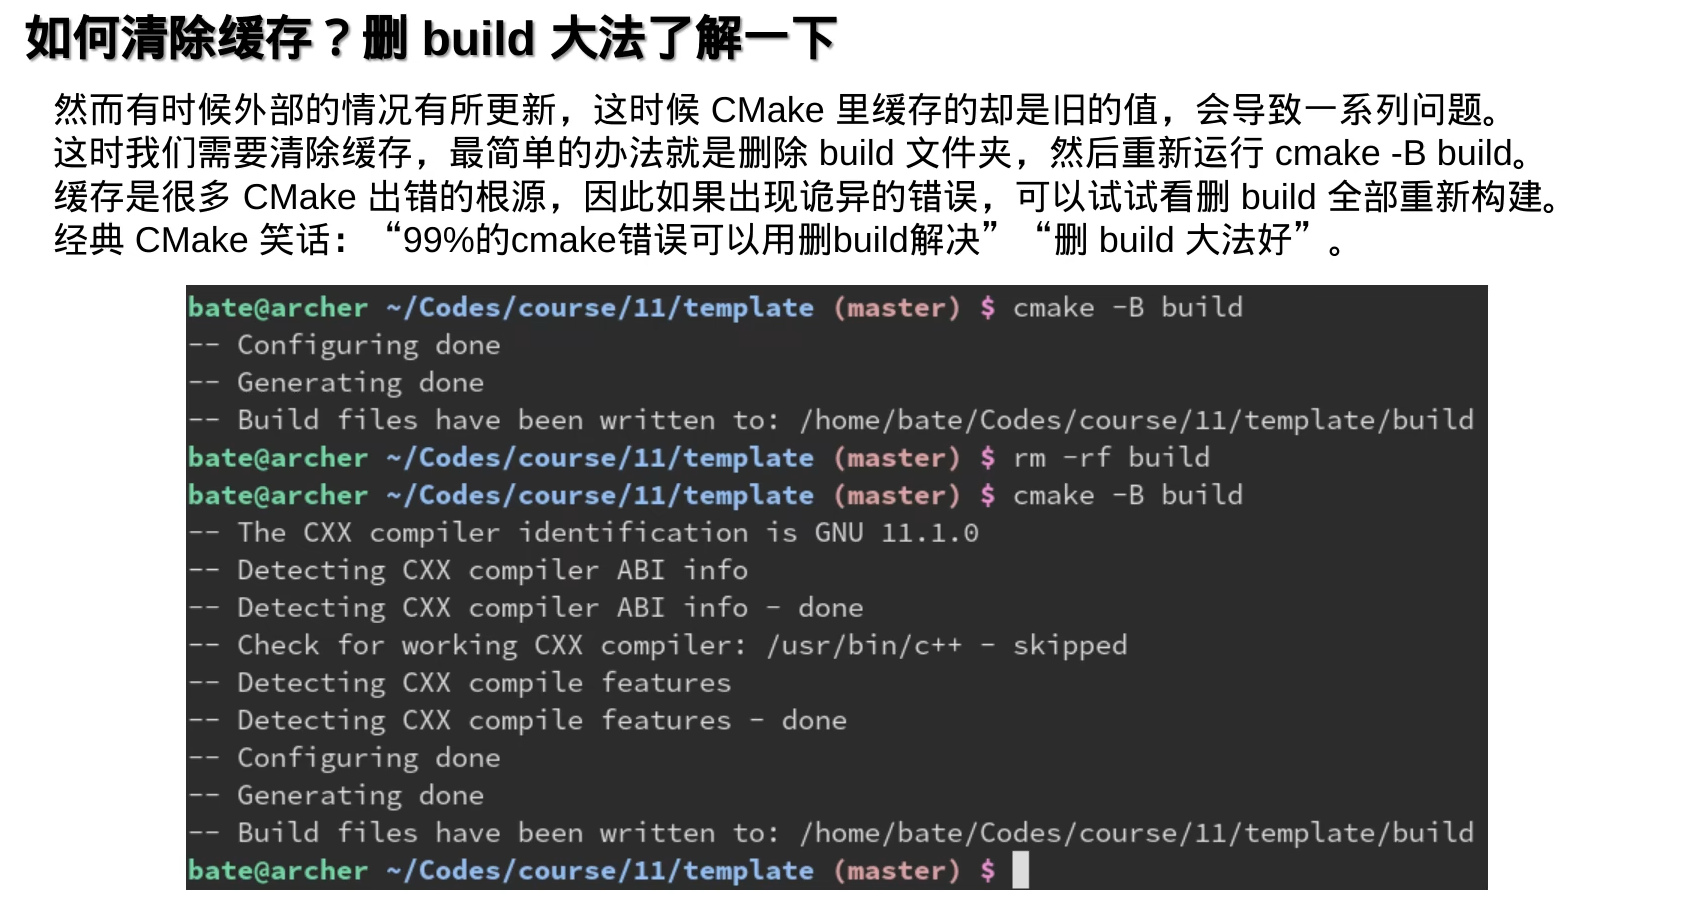 如何清除缓存？删 build 大法了解一下
然而有时候外部的情况有所更新，这时候 CMake 里缓存的却是旧的值，会导致一系列问题。
这时我们需要清除缓存，最简单的办法就是删除 build 文件夹，然后重新运行 cmake -B build。
缓存是很多 CMake 出错的根源，因此如果出现诡异的错误，可以试试看删 build 全部重新构建。
经典 CMake 笑话：“99%的cmake错误可以用删build解决”“删 build 大法好”。
bate@archer ~/Codes/course/11/template (master) $ cmake -B build
-- Configuring done
-- Generating done
-- Build files have been written to: /home/bate/Codes/course/11/template/build
bate@archer ~/Codes/course/11/template (master) $ rm -rf build
bate@archer ~/Codes/course/11/template (master) $ cmake -B build
-- The CXX compiler identification is GNU 11.1.0
-- Detecting CXX compiler ABI info
-- Detecting CXX compiler ABI info - done
-- Check for working CXX compiler: /usr/bin/c++ - skipped
-- Detecting CXX compile features
-- Detecting CXX compile features - done
-- Configuring done
-- Generating done
-- Build files have been written to: /home/bate/Codes/course/11/template/build
bate@archer ~/Codes/course/11/template (master) $